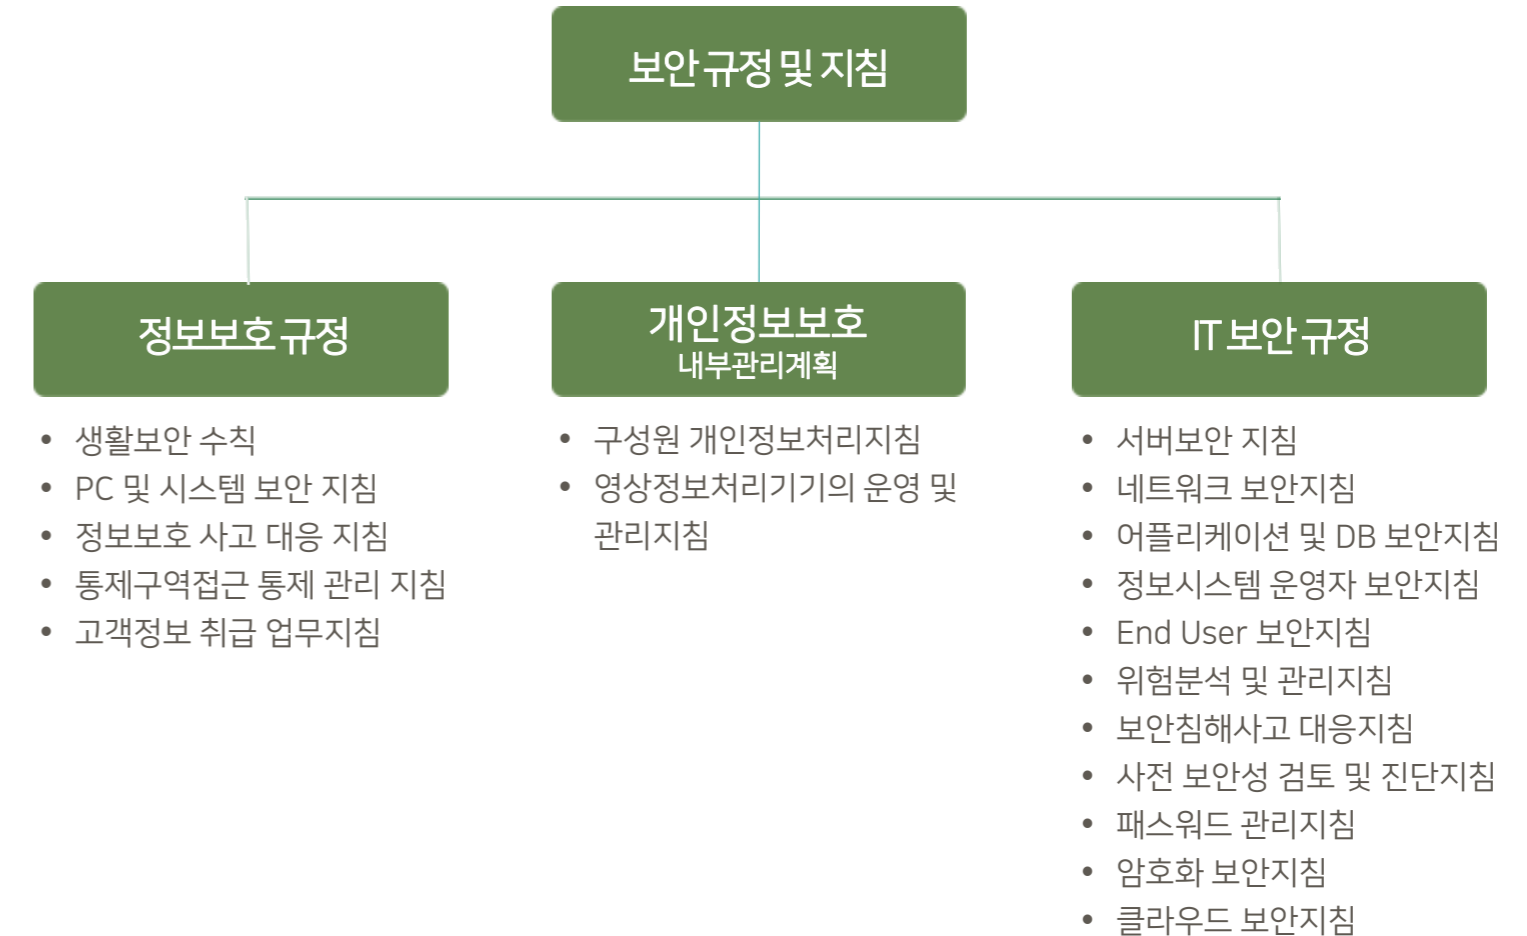 보안 규정 및 지침
정보보호 규정
• 생활보안 수칙
• PC 및 시스템 보안 지침
• 정보보호 사고 대응 지침
• 통제구역접근 통제 관리 지침
• 고객정보 취급 업무지침
개인정보보호
내부관리계획
• 구성원 개인정보처리지침
• 영상정보처리기기의 운영 및
관리지침
IT 보안 규정
• 서버보안 지침
• 네트워크 보안지침
• 어플리케이션 및 DB 보안지침
• 정보시스템 운영자 보안지침
• End User 보안지침
• 위험분석 및 관리지침
• 보안침해사고 대응지침
• 사전 보안성 검토 및 진단지침
• 패스워드 관리지침
• 암호화 보안지침
• 클라우드 보안지침